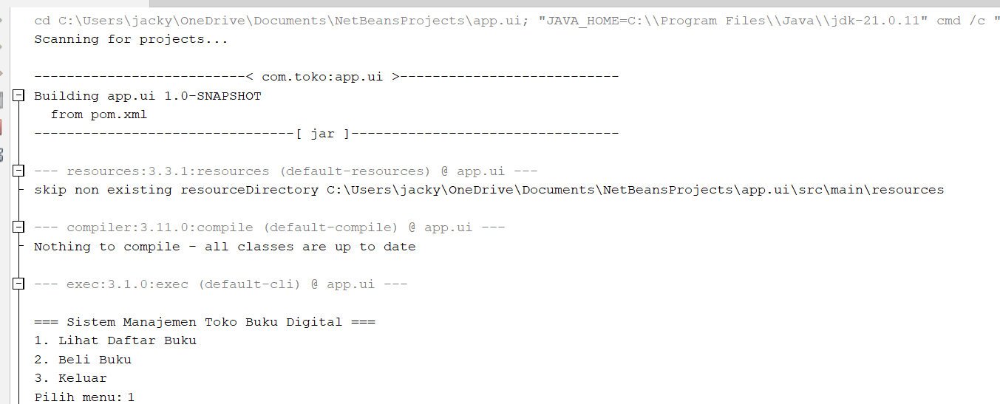 cd C:\Users\jacky\OneDrive\Documents\NetBeansProjects\app.ui; "JAVA_HOME=C:\\Program Files\\Java\\jdk-21.0.11" cmd /c "
Scanning for projects...
--------------------------< com.toko:app.ui >---------------------------
Building app.ui 1.0-SNAPSHOT
  from pom.xml
--------------------------------[ jar ]---------------------------------
--- resources:3.3.1:resources (default-resources) @ app.ui ---
skip non existing resourceDirectory C:\Users\jacky\OneDrive\Documents\NetBeansProjects\app.ui\src\main\resources
--- compiler:3.11.0:compile (default-compile) @ app.ui ---
Nothing to compile - all classes are up to date
--- exec:3.1.0:exec (default-cli) @ app.ui ---
=== Sistem Manajemen Toko Buku Digital ===
1. Lihat Daftar Buku
2. Beli Buku
3. Keluar
Pilih menu: 1